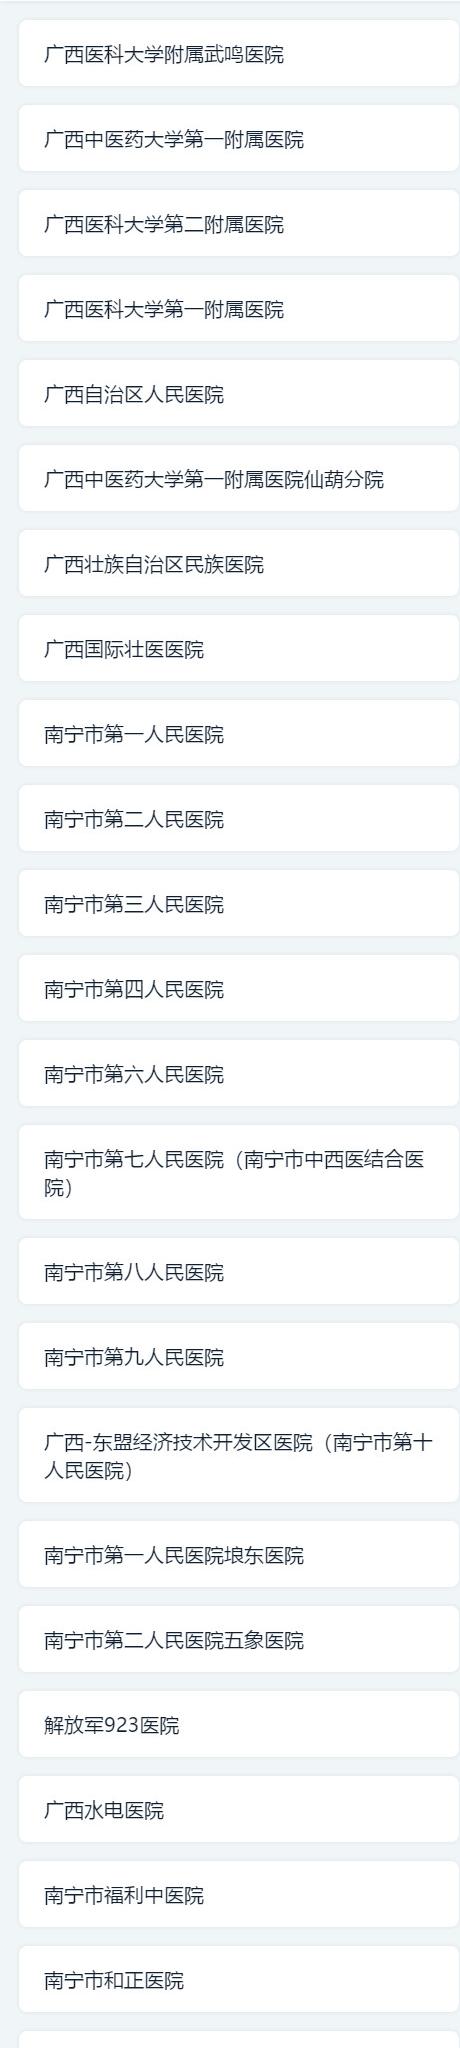 广西医科大学附属武鸣医院
广西中医药大学第一附属医院
广西医科大学第二附属医院
广西医科大学第一附属医院
广西自治区人民医院
广西中医药大学第一附属医院仙葫分院
广西壮族自治区民族医院
广西国际壮医医院
南宁市第一人民医院
南宁市第二人民医院
南宁市第三人民医院
南宁市第四人民医院
南宁市第六人民医院
南宁市第七人民医院（南宁市中西医结合医
院）
南宁市第八人民医院
南宁市第九人民医院
广西-东盟经济技术开发区医院（南宁市第十
人民医院）
南宁市第一人民医院埌东医院
南宁市第二人民医院五象医院
解放军923医院
广西水电医院
南宁市福利中医院
南宁市和正医院